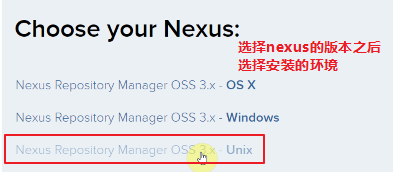 Choose your Nexus:
选择nexus的版本之后
选择安装的环境
Nexus Repository Manager OSS 3.x - OS X
Nexus Repository Manager OSS 3.x - Windows
Nexus Repository Manager OSS 3.x - Unix